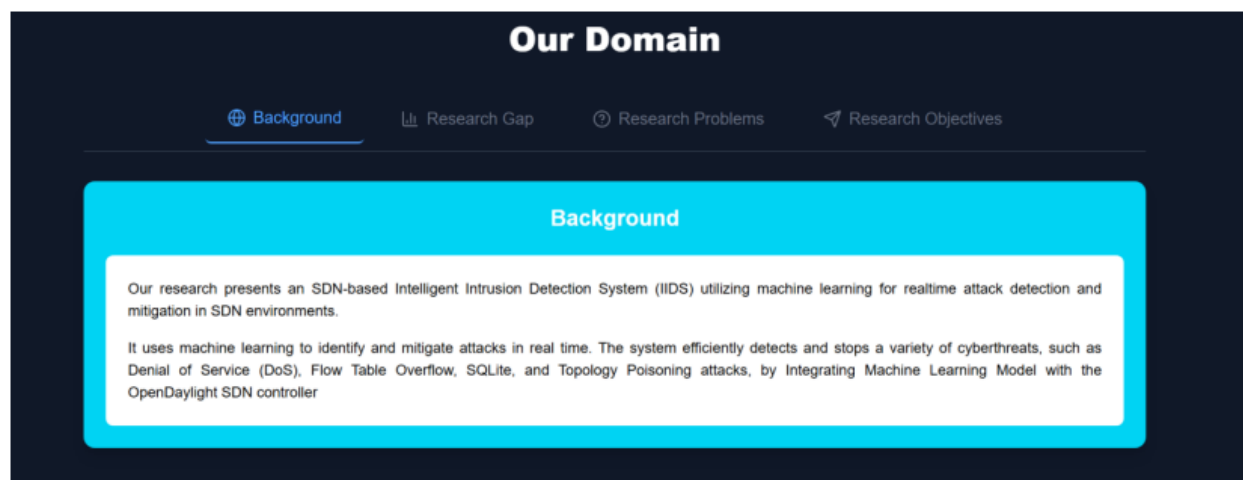 Our Domain
Background
Research Gap
Research Problems
Research Objectives
Background
Our research presents an SDN-based Intelligent Intrusion Detection System (IIDS) utilizing machine learning for realtime attack detection and
mitigation in SDN environments.
It uses machine learning to identify and mitigate attacks in real time. The system efficiently detects and stops a variety of cyberthreats, such as
Denial of Service (DoS), Flow Table Overflow, SQLite, and Topology Poisoning attacks, by Integrating Machine Learning Model with the
OpenDaylight SDN controller